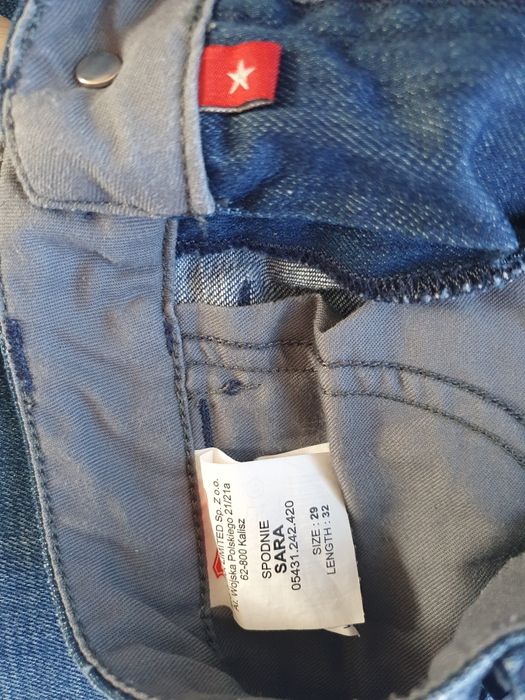 LIMITED Sp. Z o.o.
Al. Wojska Polskiego 21/21a
62-800 Kalisz
SPODNIE
SARA
05431.242.420
SIZE : 29
LENGTH : 32